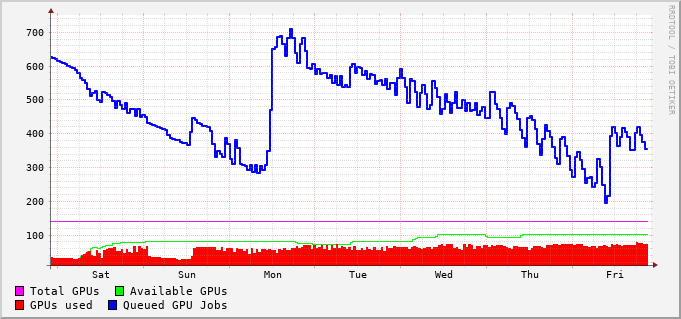 700
600
500
400
300
200
100
Sat Sun Mon Tue Wed Thu Fri
Total GPUs Available GPUs
GPUs used Queued GPU Jobs
RRDTOOL / TOBI OETIKER